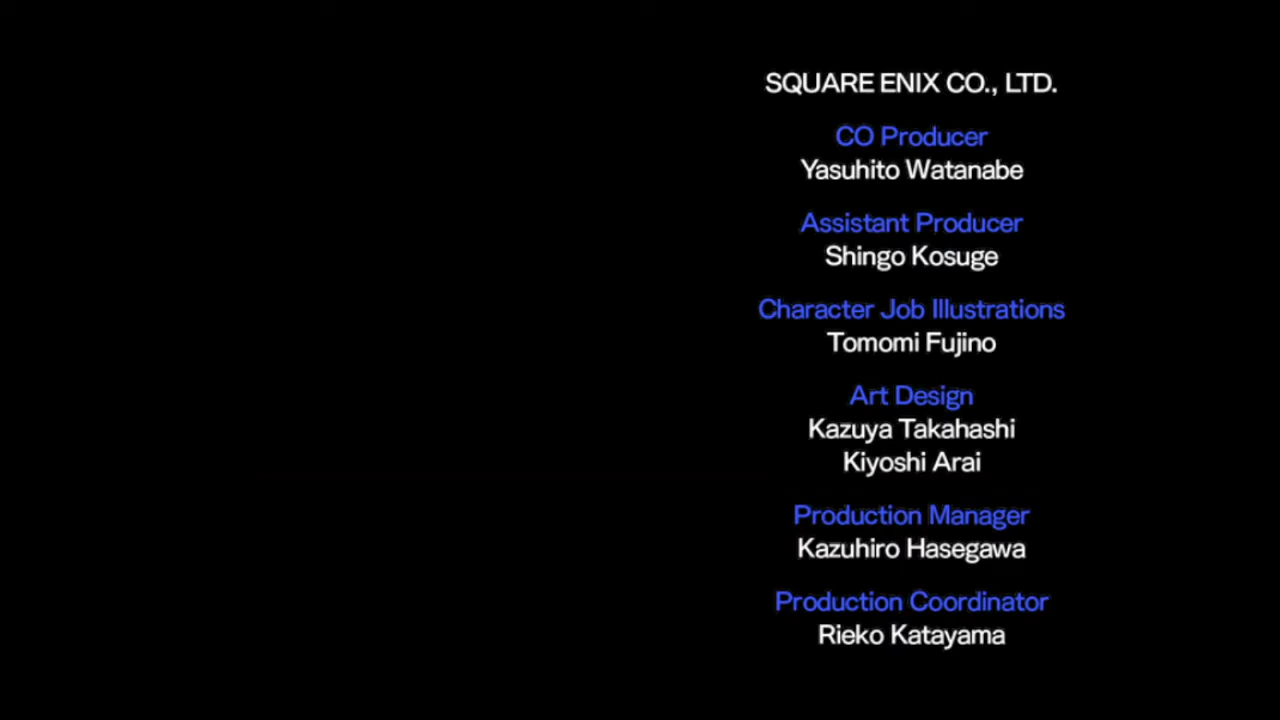 SQUARE ENIX CO., LTD.
CO Producer
Yasuhito Watanabe
Assistant Producer
Shingo Kosuge
Character Job Illustrations
Tomomi Fujino
Art Design
Kazuya Takahashi
Kiyoshi Arai
Production Manager
Kazuhiro Hasegawa
Production Coordinator
Rieko Katayama